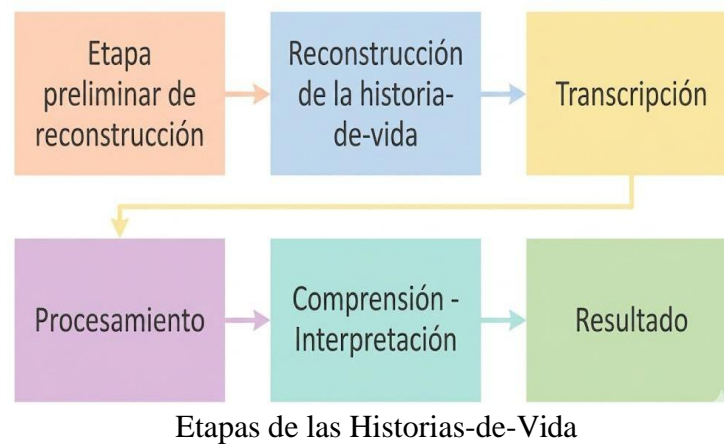 Etapa
preliminar de
reconstrucción
Reconstrucción
de la historia-
de-vida
Transcripción
Procesamiento
Comprensión -
Interpretación
Resultado
Etapas de las Historias-de-Vida